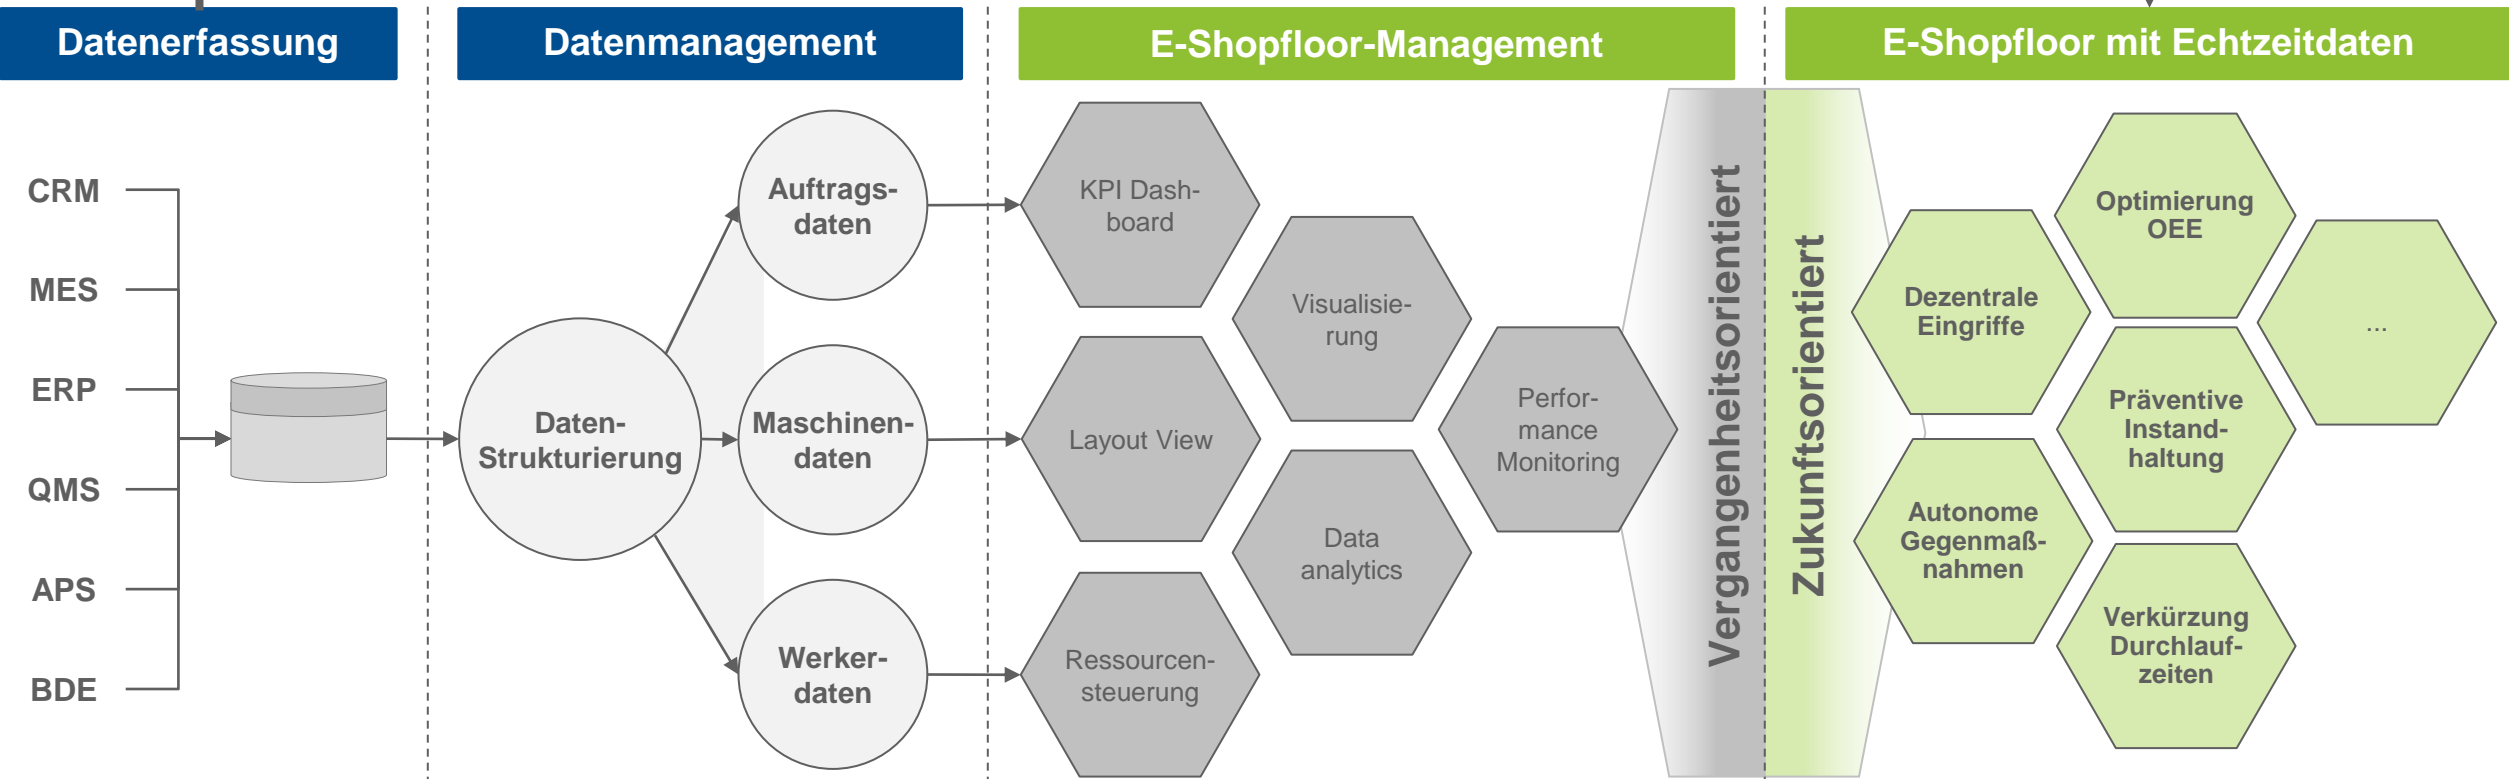 Datenerfassung
Datenmanagement
E-Shopfloor-Management
E-Shopfloor mit Echtzeitdaten
CRM
MES
ERP
QMS
APS
BDE
Daten-
Strukturierung
Auftrags-
daten
Maschinen-
daten
Werker-
daten
KPI Dash-
board
Layout View
Ressourcen-
steuerung
Visualisie-
rung
Data
analytics
Perfor-
mance
Monitoring
Vergangenheitsorientiert
Zukunftsorientiert
Dezentrale
Eingriffe
Autonome
Gegenmaß-
nahmen
Optimierung
OEE
Präventive
Instand-
haltung
Verkürzung
Durchlauf-
zeiten
...